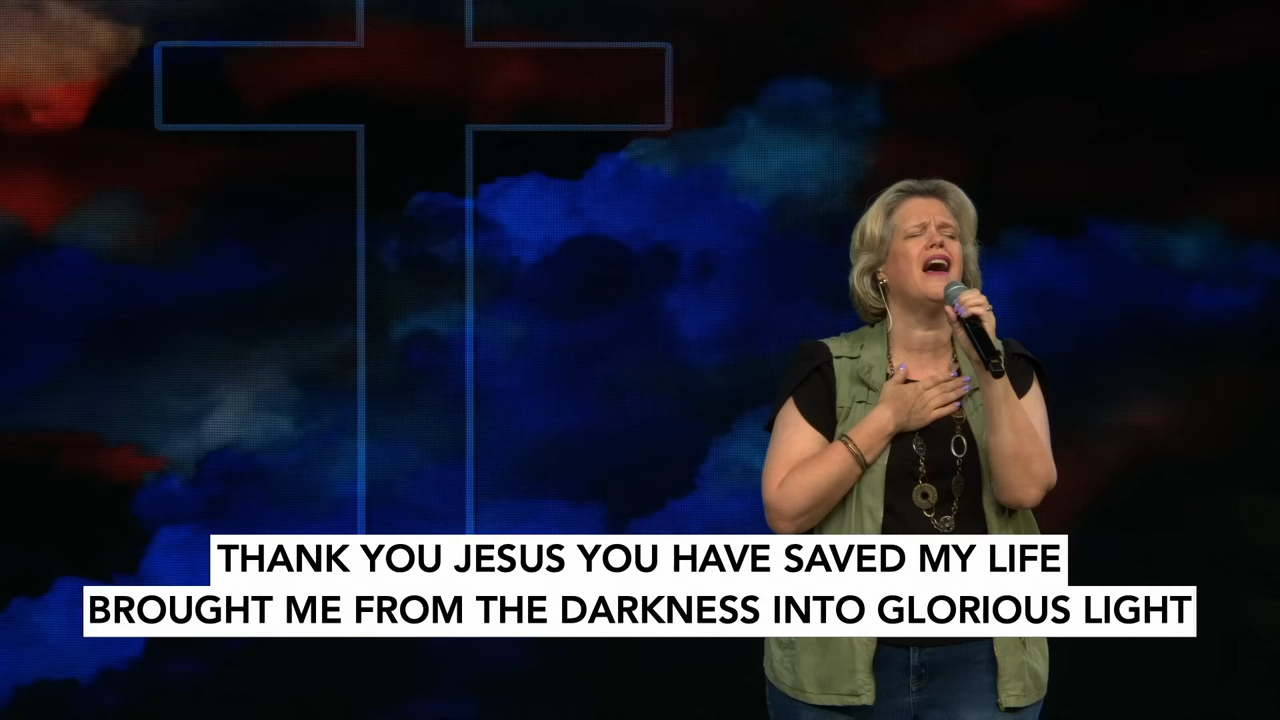 THANK YOU JESUS YOU HAVE SAVED MY LIFE
BROUGHT ME FROM THE DARKNESS INTO GLORIOUS LIGHT